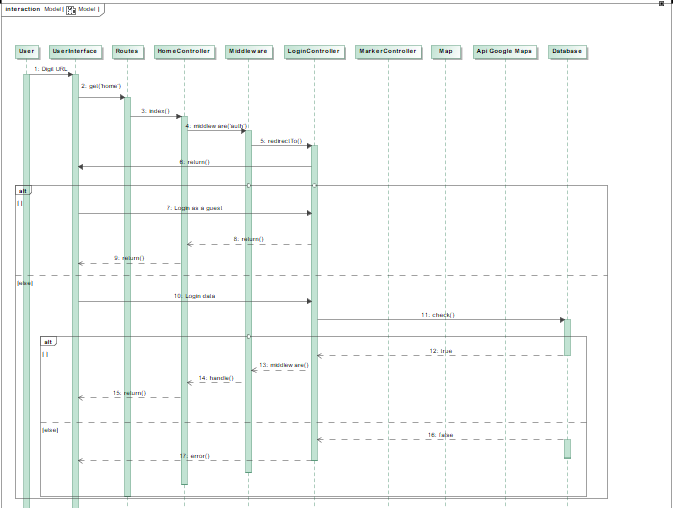 interaction Model[ Model ]
User UserInterface Routes HomeController Middleware LoginController MarkerController Map Api Google Maps Database
1: Digit URL
2: get('home')
3: index()
4: middleware('auth')
5: redirectTo()
6: return()
alt
[ ]
7: Login as a guest
8: return()
9: return()
[else]
10: Login data
11: check()
alt
[ ]
12: true
13: middleware()
14: handle()
15: return()
[else]
16: false
17: error()